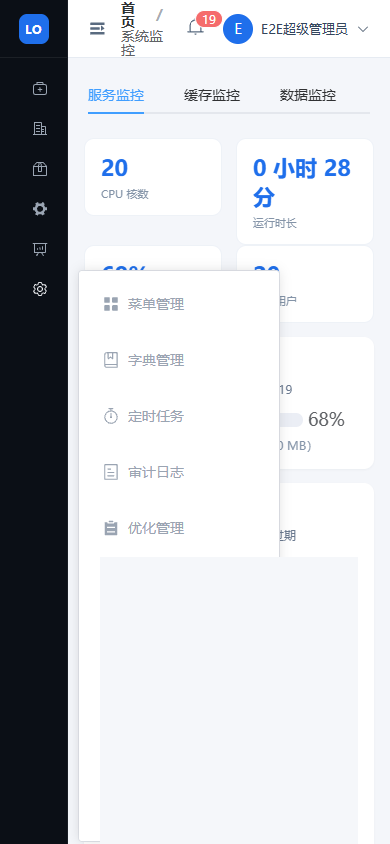 LO
首页 /
系统监控
19
E
E2E超级管理员
服务监控
缓存监控
数据监控
20
CPU 核数
0 小时 28 分
运行时长
用户
菜单管理
字典管理
19
68%
0 MB)
定时任务
审计日志
优化管理
过期